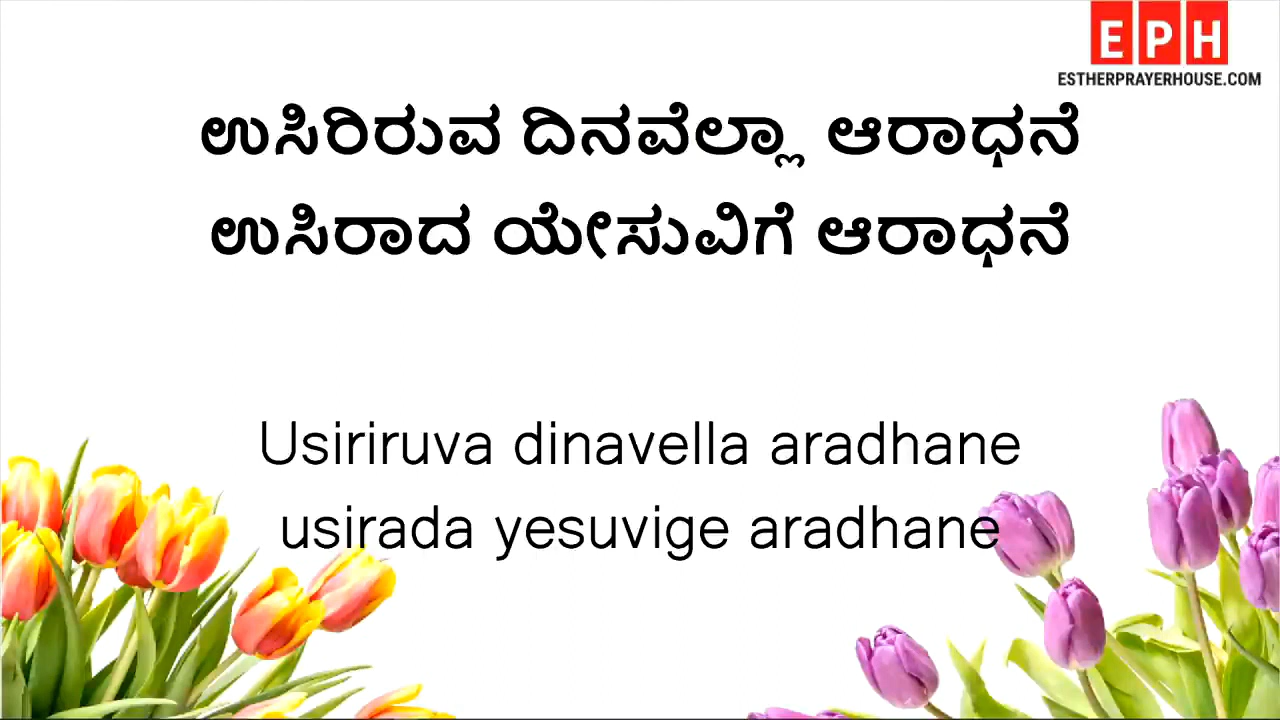 EPH
ESTHERPRAYERHOUSE.COM
ಉಸಿರಿರುವ ದಿನವೆಲ್ಲಾ ಆರಾಧನೆ
ಉಸಿರಾದ ಯೇಸುವಿಗೆ ಆರಾಧನೆ
Usiriruva dinavella aradhane
usirada yesuvige aradhane